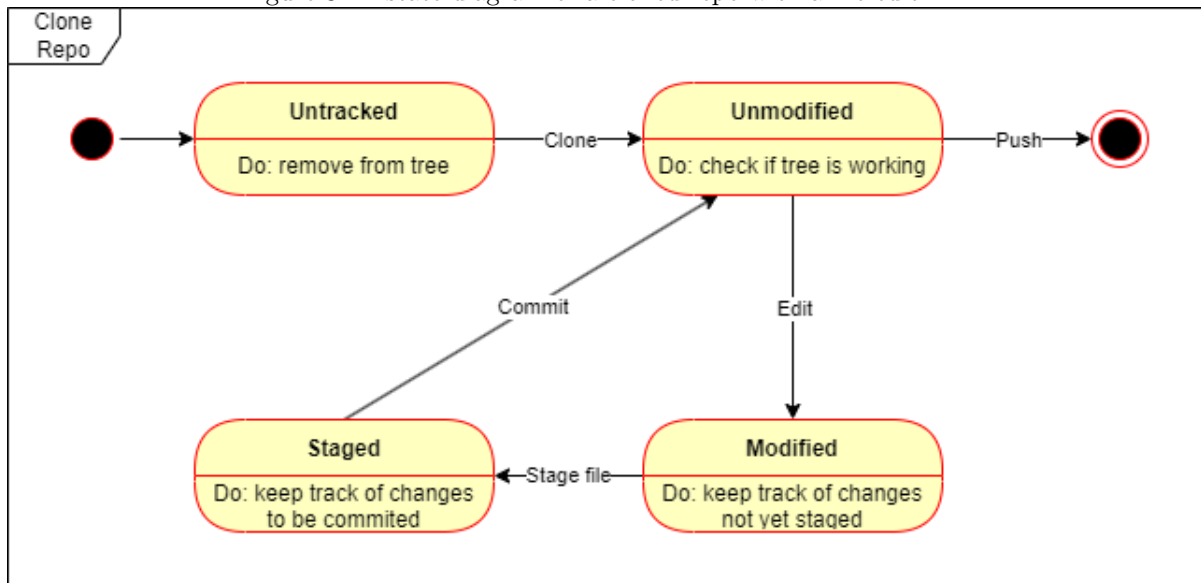 Clone
Repo
Untracked
Do: remove from tree
Clone
Unmodified
Do: check if tree is working
Push
Commit
Edit
Staged
Do: keep track of changes
to be commited
Stage file
Modified
Do: keep track of changes
not yet staged